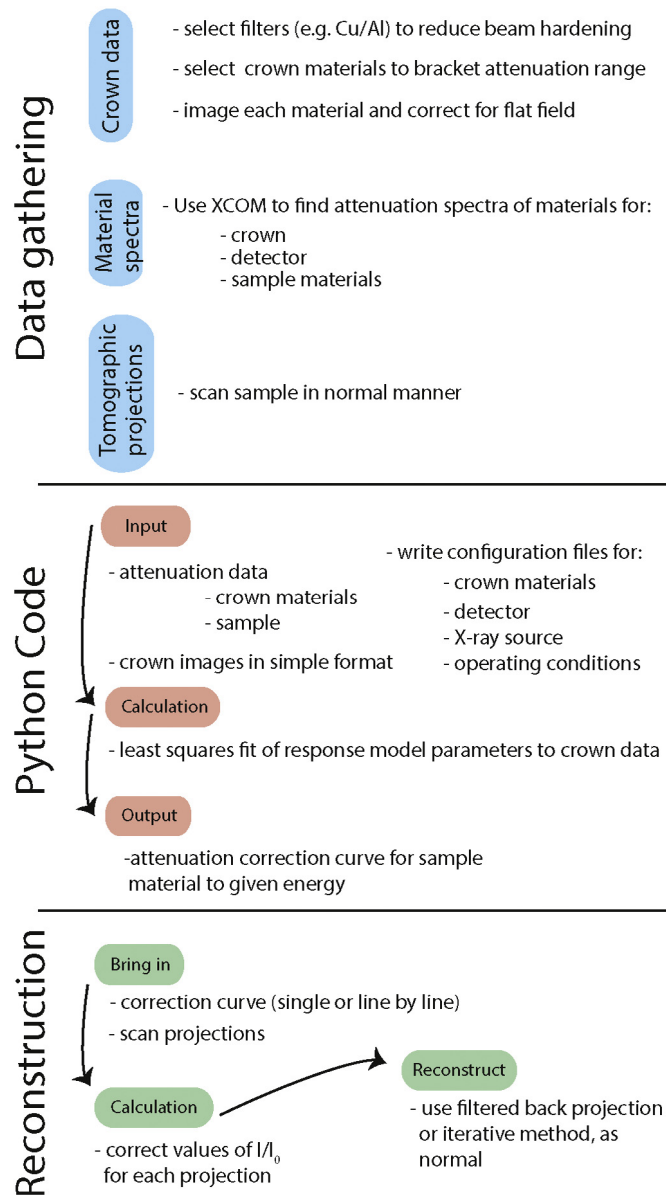 Data gathering
Crown data
- select filters (e.g. Cu/Al) to reduce beam hardening
- select crown materials to bracket attenuation range
- image each material and correct for flat field
Material
spectra
- Use XCOM to find attenuation spectra of materials for:
- crown
- detector
- sample materials
Tomographic
projections
- scan sample in normal manner
Python Code
Input
- attenuation data
- crown materials
- sample
- crown images in simple format
- write configuration files for:
- crown materials
- detector
- X-ray source
- operating conditions
Calculation
- least squares fit of response model parameters to crown data
Output
-attenuation correction curve for sample
material to given energy
Reconstruction
Bring in
- correction curve (single or line by line)
- scan projections
Calculation
- correct values of I/I₀
for each projection
Reconstruct
- use filtered back projection
or iterative method, as
normal